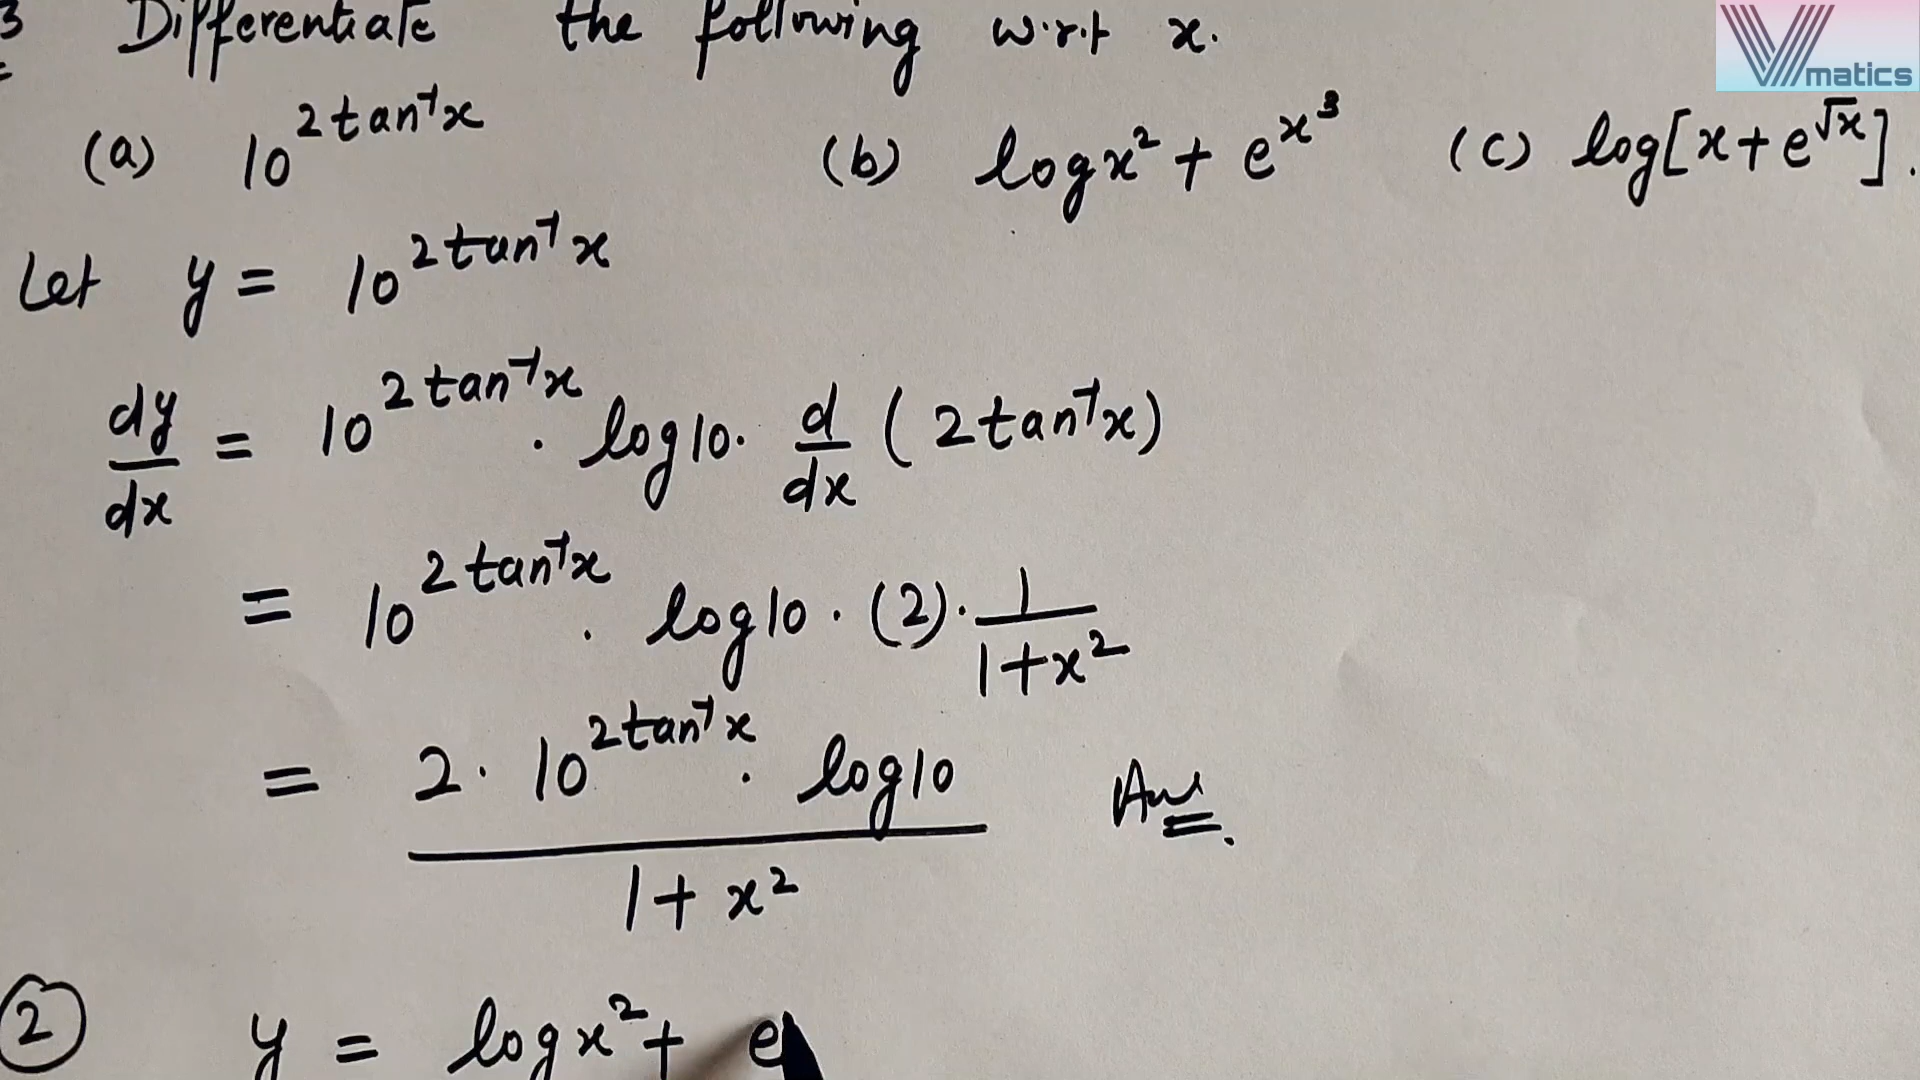 3 Differentiate the following w.r.t x.
(a) 10^{2tan⁻¹x} (b) log x² + e^{x³} (c) log[x + e^{√x}].
Let y = 10^{2tan⁻¹x}
dy/dx = 10^{2tan⁻¹x} . log10 . d/dx (2tan⁻¹x)
= 10^{2tan⁻¹x} . log10 . (2) . 1/(1+x²)
= 2 . 10^{2tan⁻¹x} . log10 / (1+x²) Ans.
② y = log x² + e
Vmatics